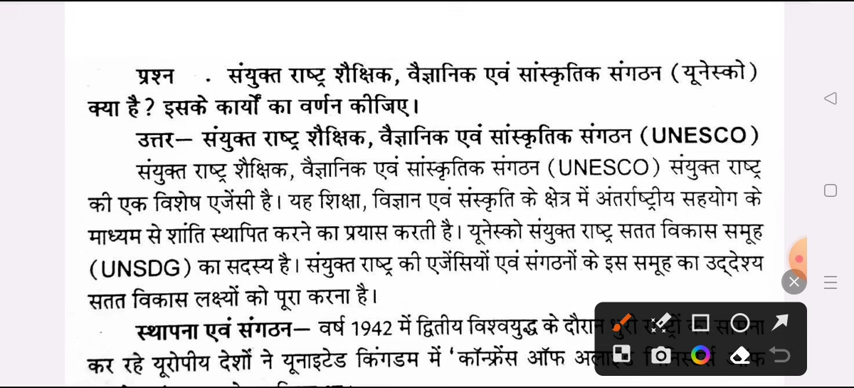 प्रश्न . संयुक्त राष्ट्र शैक्षिक, वैज्ञानिक एवं सांस्कृतिक संगठन (यूनेस्को)
क्या है? इसके कार्यों का वर्णन कीजिए।
उत्तर— संयुक्त राष्ट्र शैक्षिक, वैज्ञानिक एवं सांस्कृतिक संगठन (UNESCO)
संयुक्त राष्ट्र शैक्षिक, वैज्ञानिक एवं सांस्कृतिक संगठन (UNESCO) संयुक्त राष्ट्र
की एक विशेष एजेंसी है। यह शिक्षा, विज्ञान एवं संस्कृति के क्षेत्र में अंतर्राष्ट्रीय सहयोग के
माध्यम से शांति स्थापित करने का प्रयास करती है। यूनेस्को संयुक्त राष्ट्र सतत विकास समूह
(UNSDG) का सदस्य है। संयुक्त राष्ट्र की एजेंसियों एवं संगठनों के इस समूह का उद्देश्य
सतत विकास लक्ष्यों को पूरा करना है।
स्थापना एवं संगठन— वर्ष 1942 में द्वितीय विश्वयुद्ध के दौरान
कर रहे यूरोपीय देशों ने यूनाइटेड किंगडम में 'कॉन्फ्रेंस ऑफ